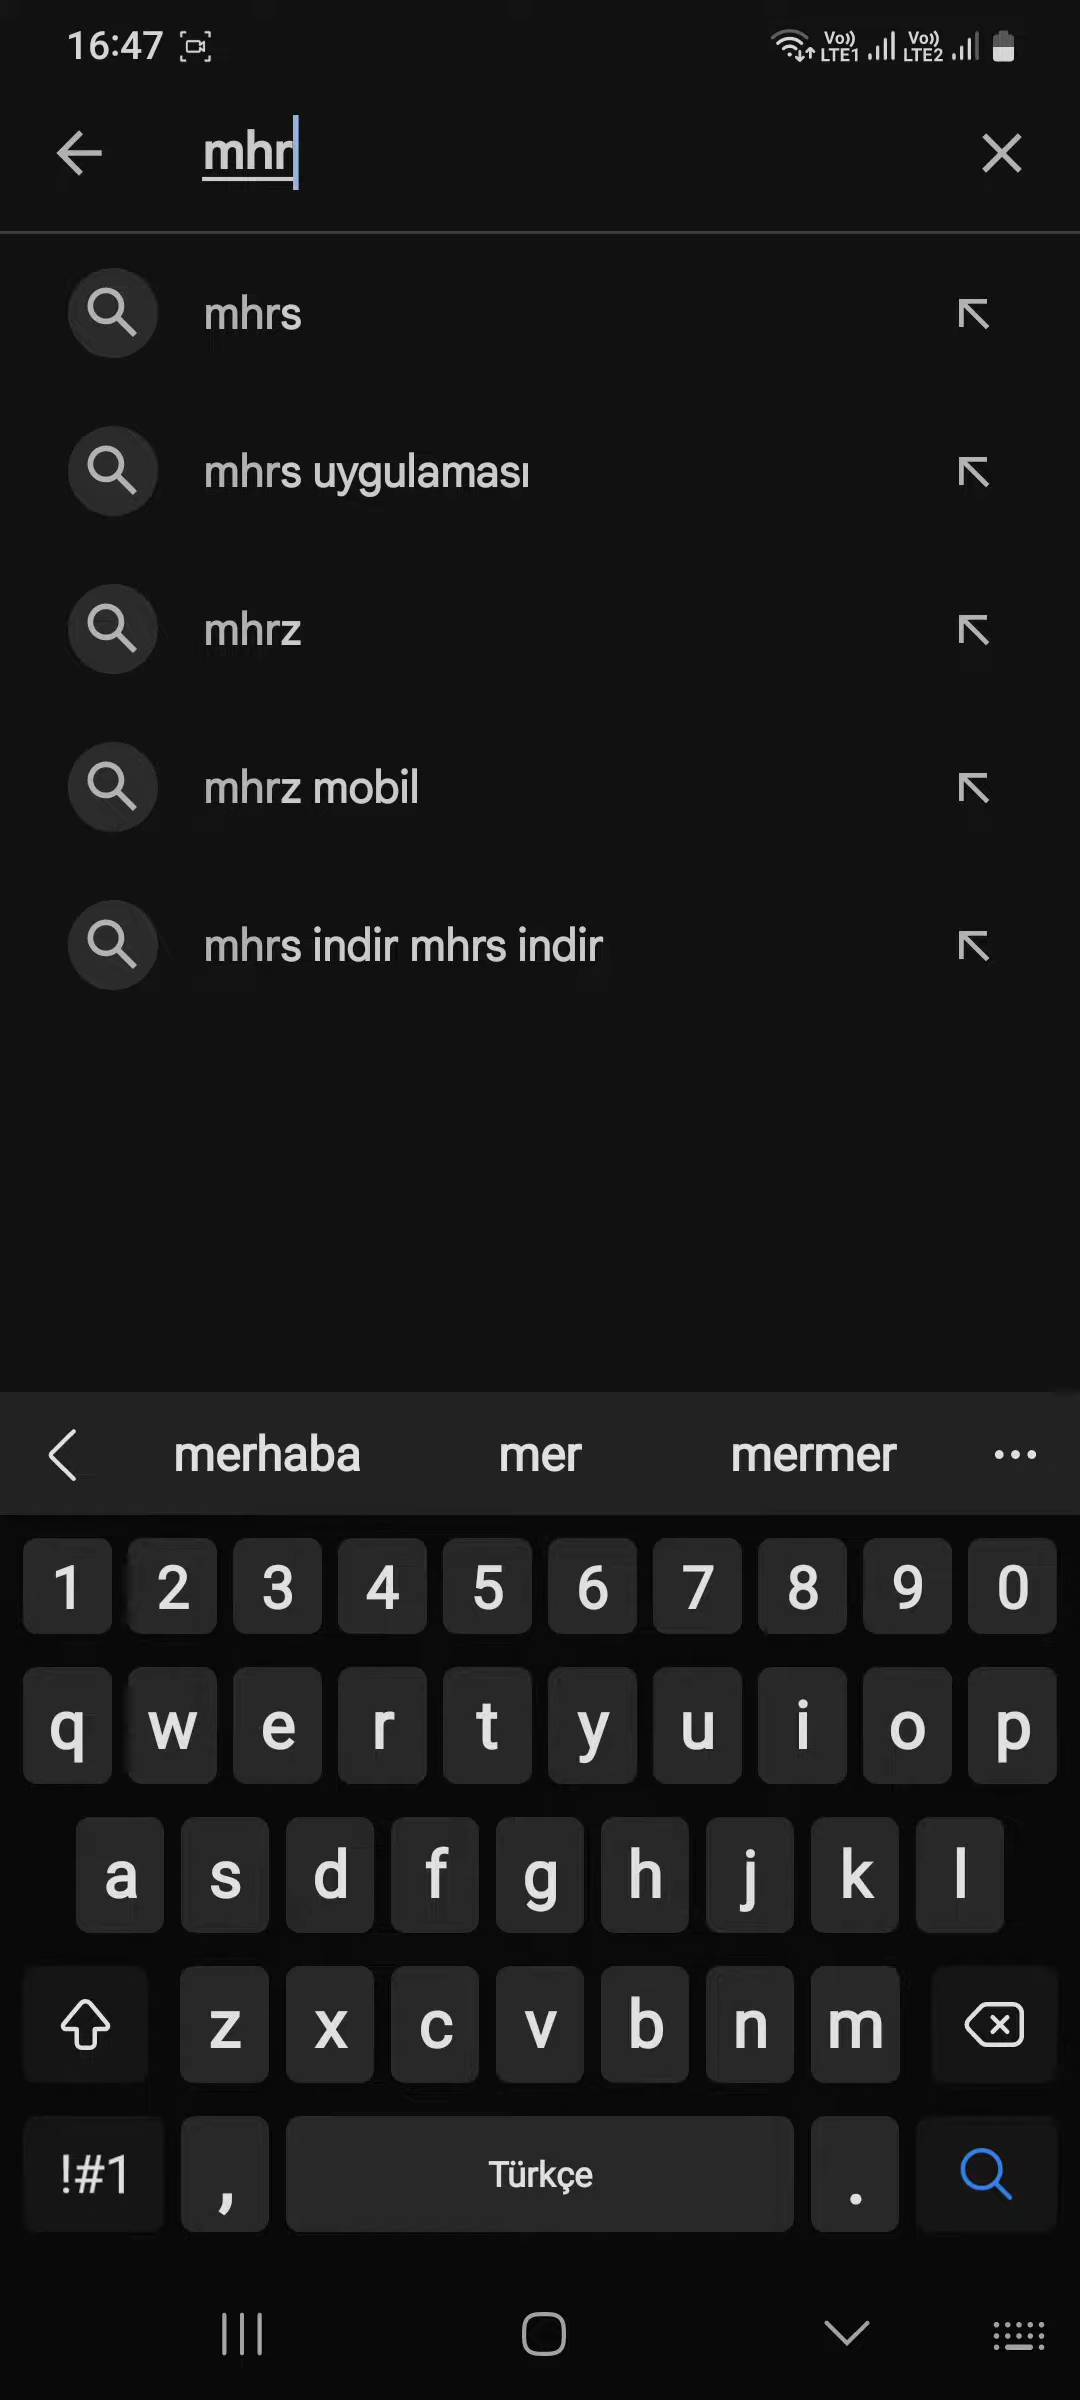 16:47
Vo)) LTE1 Vo)) LTE2
mhr
mhrs
mhrs uygulaması
mhrz
mhrz mobil
mhrs indir mhrs indir
merhaba mer mermer
1 2 3 4 5 6 7 8 9 0
q w e r t y u i o p
a s d f g h j k l
z x c v b n m
!#1 , Türkçe .